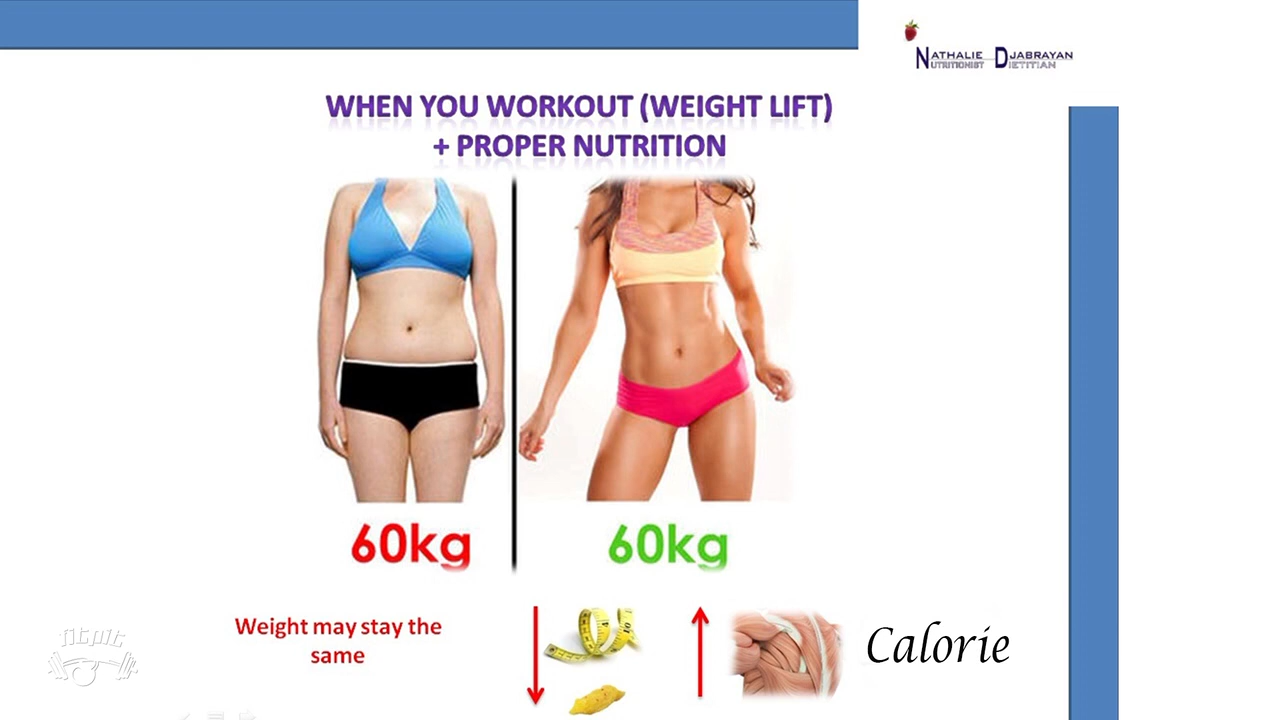 NATHALIE DJABRAYAN
NUTRITIONIST DIETITIAN
WHEN YOU WORKOUT (WEIGHT LIFT)
+ PROPER NUTRITION
60kg
60kg
Weight may stay the
same
Calorie